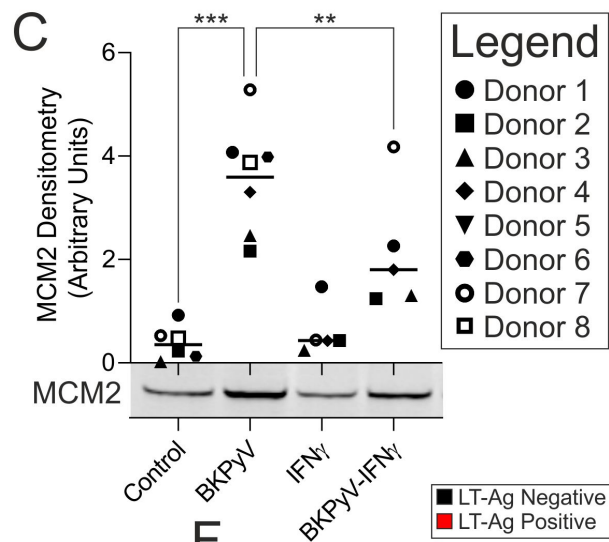 C
***
**
6
4
2
0
MCM2 Densitometry
(Arbitrary Units)
MCM2
Control
BKPyV
IFNγ
BKPyV-IFNγ
Legend
Donor 1
Donor 2
Donor 3
Donor 4
Donor 5
Donor 6
Donor 7
Donor 8
LT-Ag Negative
LT-Ag Positive